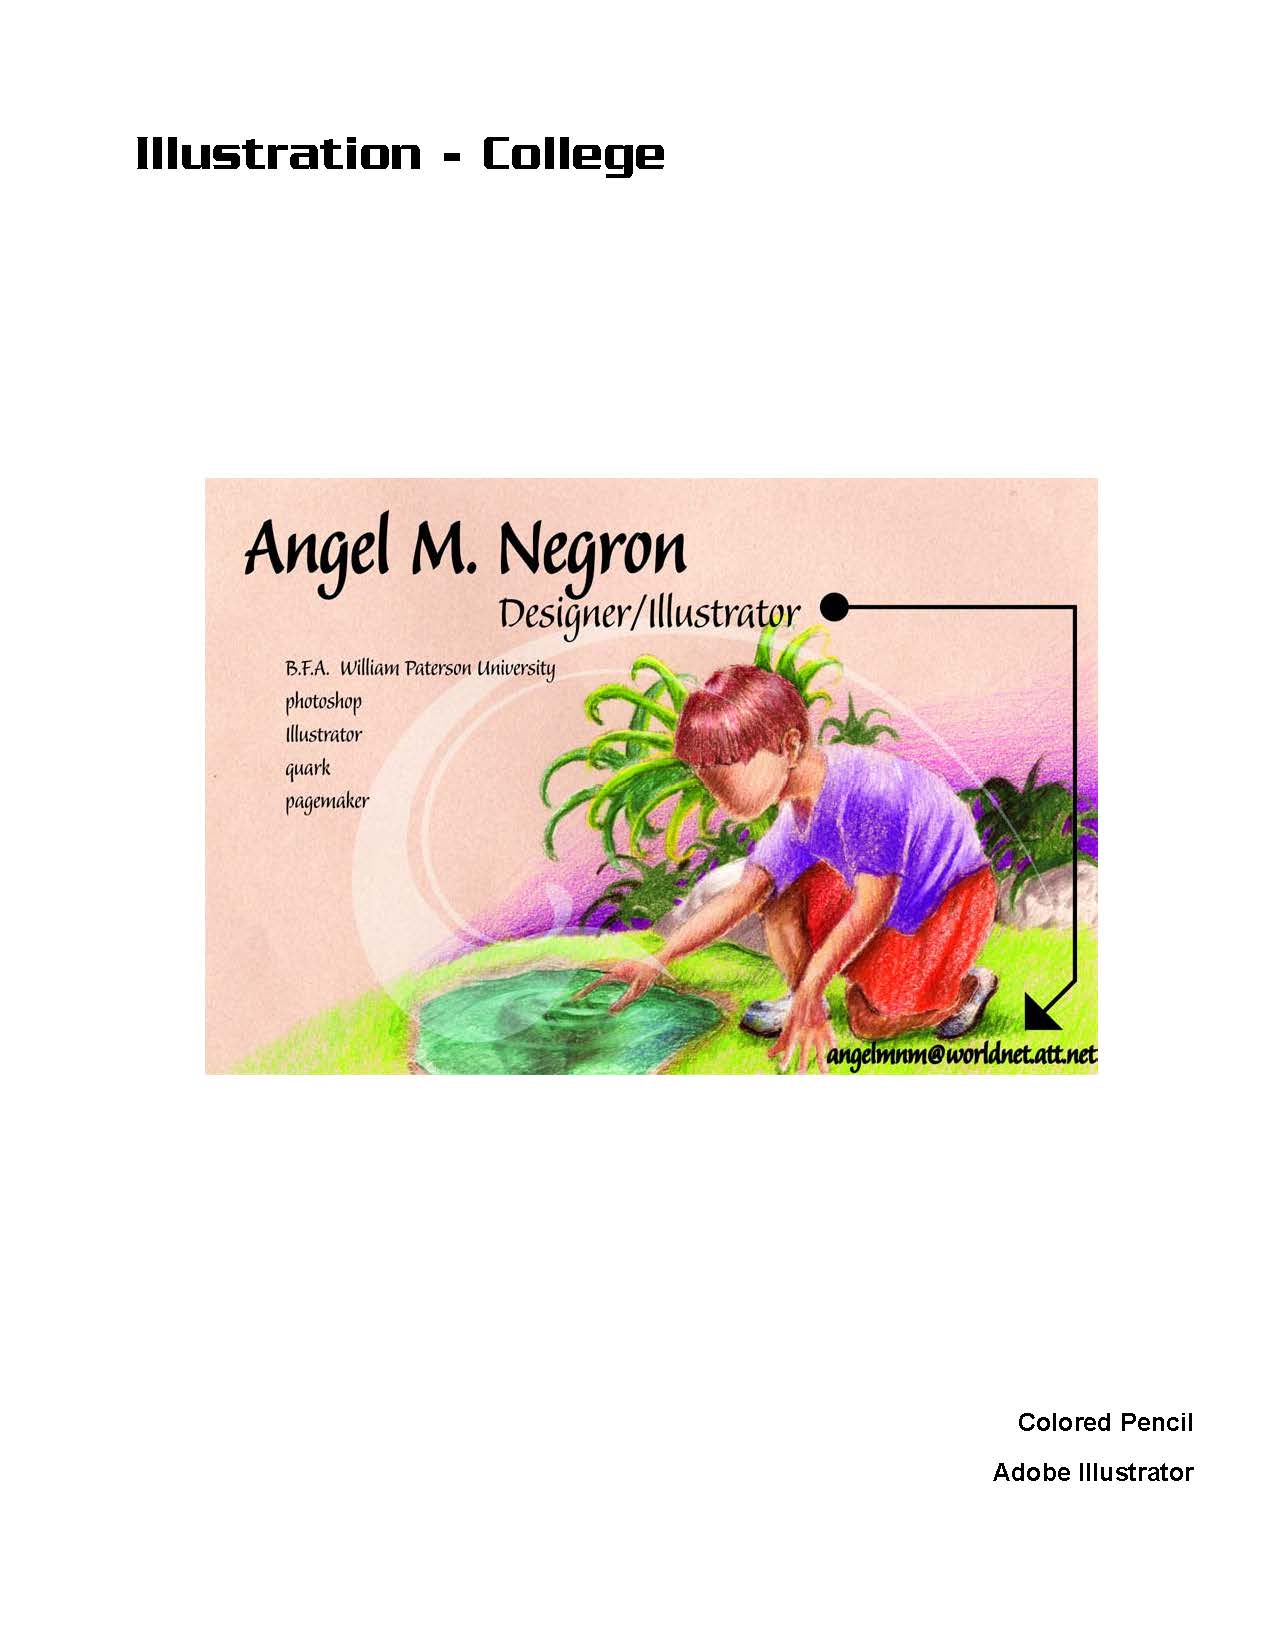 Illustration - College
Angel M. Negron
Designer/Illustrator
B.F.A. William Paterson University
photoshop
Illustrator
quark
pagemaker
angelmnm@worldnet.att.net
Colored Pencil
Adobe Illustrator